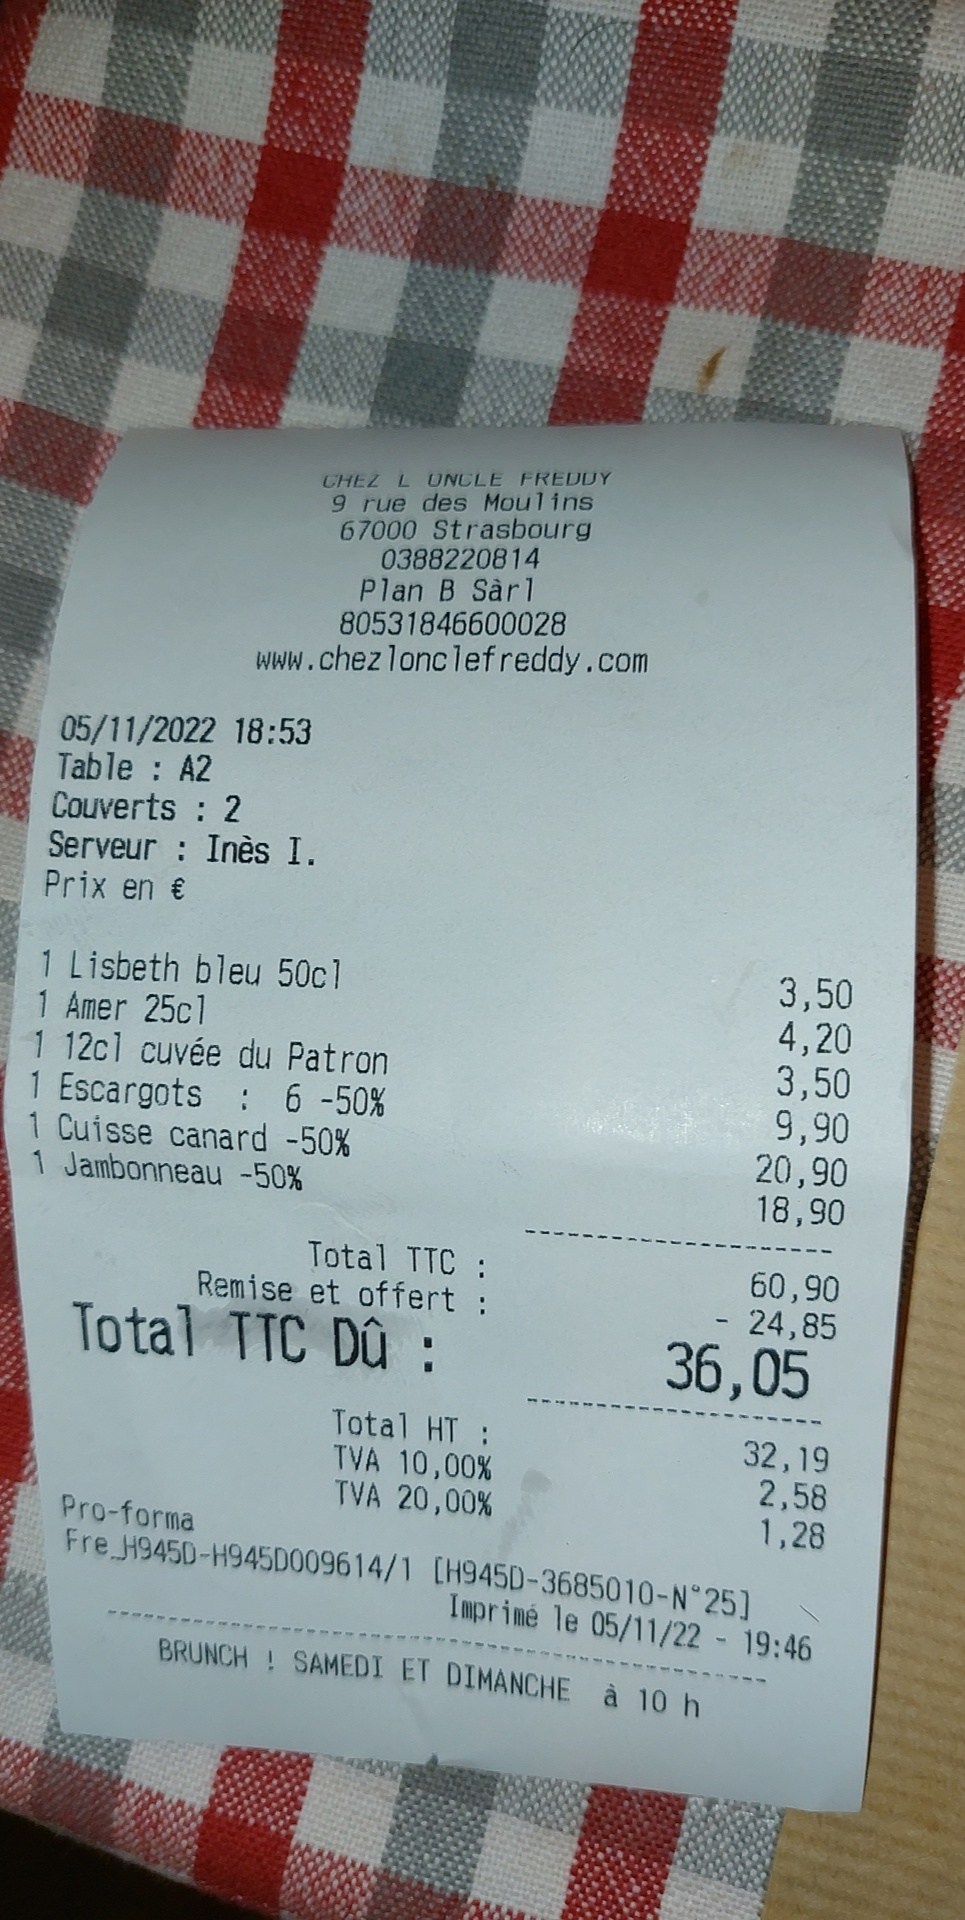 CHEZ L ONCLE FREDDY
9 rue des Moulins
67000 Strasbourg
0388220814
Plan B Sàrl
80531846600028
www.chezlonclefreddy.com
05/11/2022 18:53
Table : A2
Couverts : 2
Serveur : Inès I.
Prix en €
1 Lisbeth bleu 50cl 3,50
1 Amer 25cl 4,20
1 12cl cuvée du Patron 3,50
1 Escargots : 6 -50% 9,90
1 Cuisse canard -50% 20,90
1 Jambonneau -50% 18,90
Total TTC : 60,90
Remise et offert : - 24,85
Total TTC Dû : 36,05
Total HT : 32,19
TVA 10,00% 2,58
TVA 20,00% 1,28
Pro-forma
Fre_H945D-H945D009614/1 [H945D-3685010-N°25]
Imprimé le 05/11/22 - 19:46
BRUNCH ! SAMEDI ET DIMANCHE à 10 h